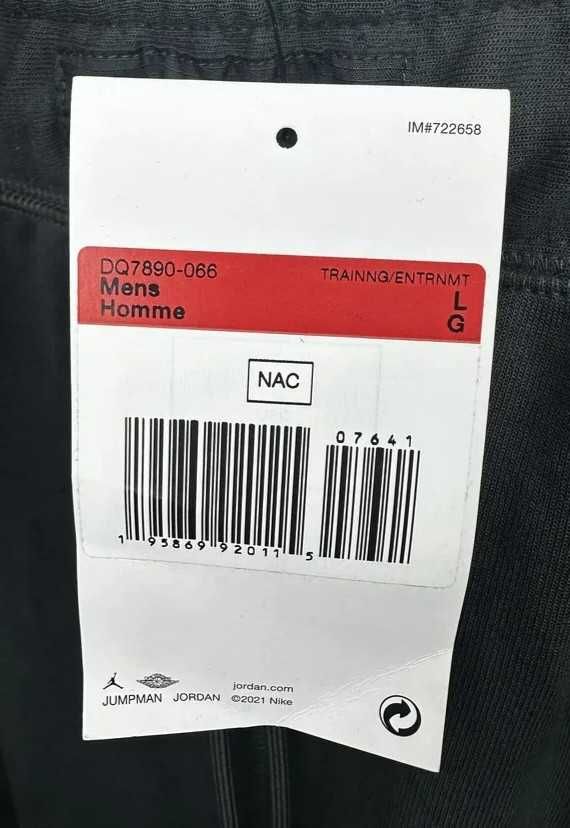 IM#722658
DQ7890-066
TRAINNG/ENTRNMT
Mens
L
Homme
G
NAC
07641
1 95869 92011 5
jordan.com
JUMPMAN JORDAN ©2021 Nike